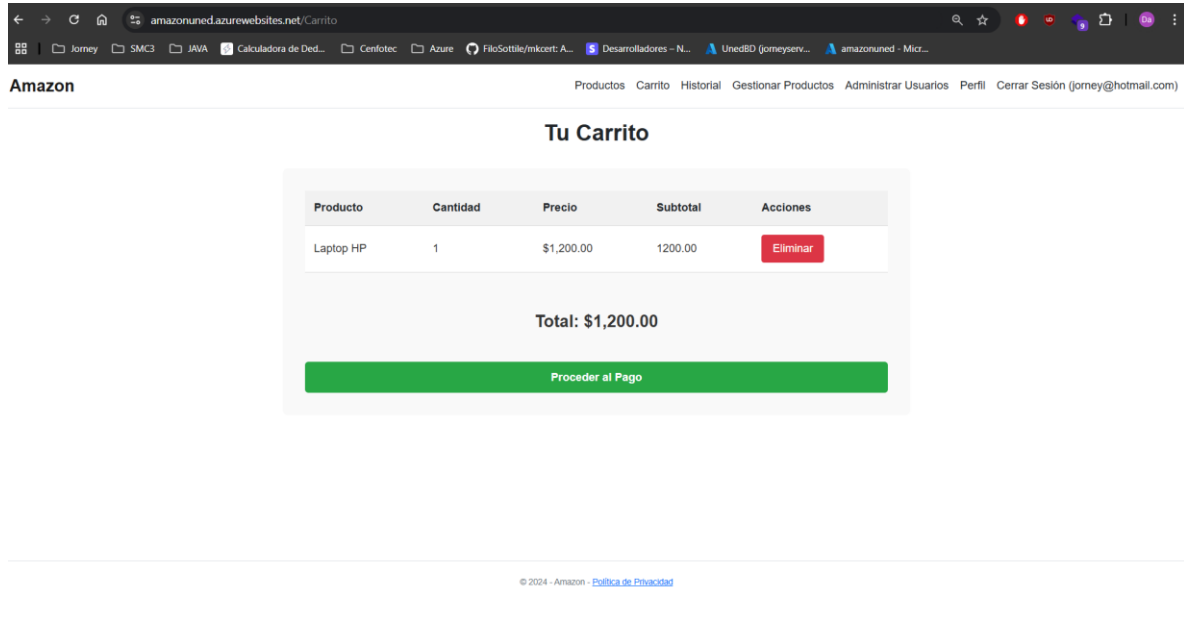 amazonuned.azurewebsites.net/Carrito
Jorney SMC3 JAVA Calculadora de Ded... Cenfotec Azure FiloSottile/mkcert: A... Desarrolladores – N... UnedBD (jorneyserv... amazonuned - Micr...
Amazon Productos Carrito Historial Gestionar Productos Administrar Usuarios Perfil Cerrar Sesión (jorney@hotmail.com)
Tu Carrito
Producto Cantidad Precio Subtotal Acciones
Laptop HP 1 $1,200.00 1200.00 Eliminar
Total: $1,200.00
Proceder al Pago
© 2024 - Amazon - Política de Privacidad